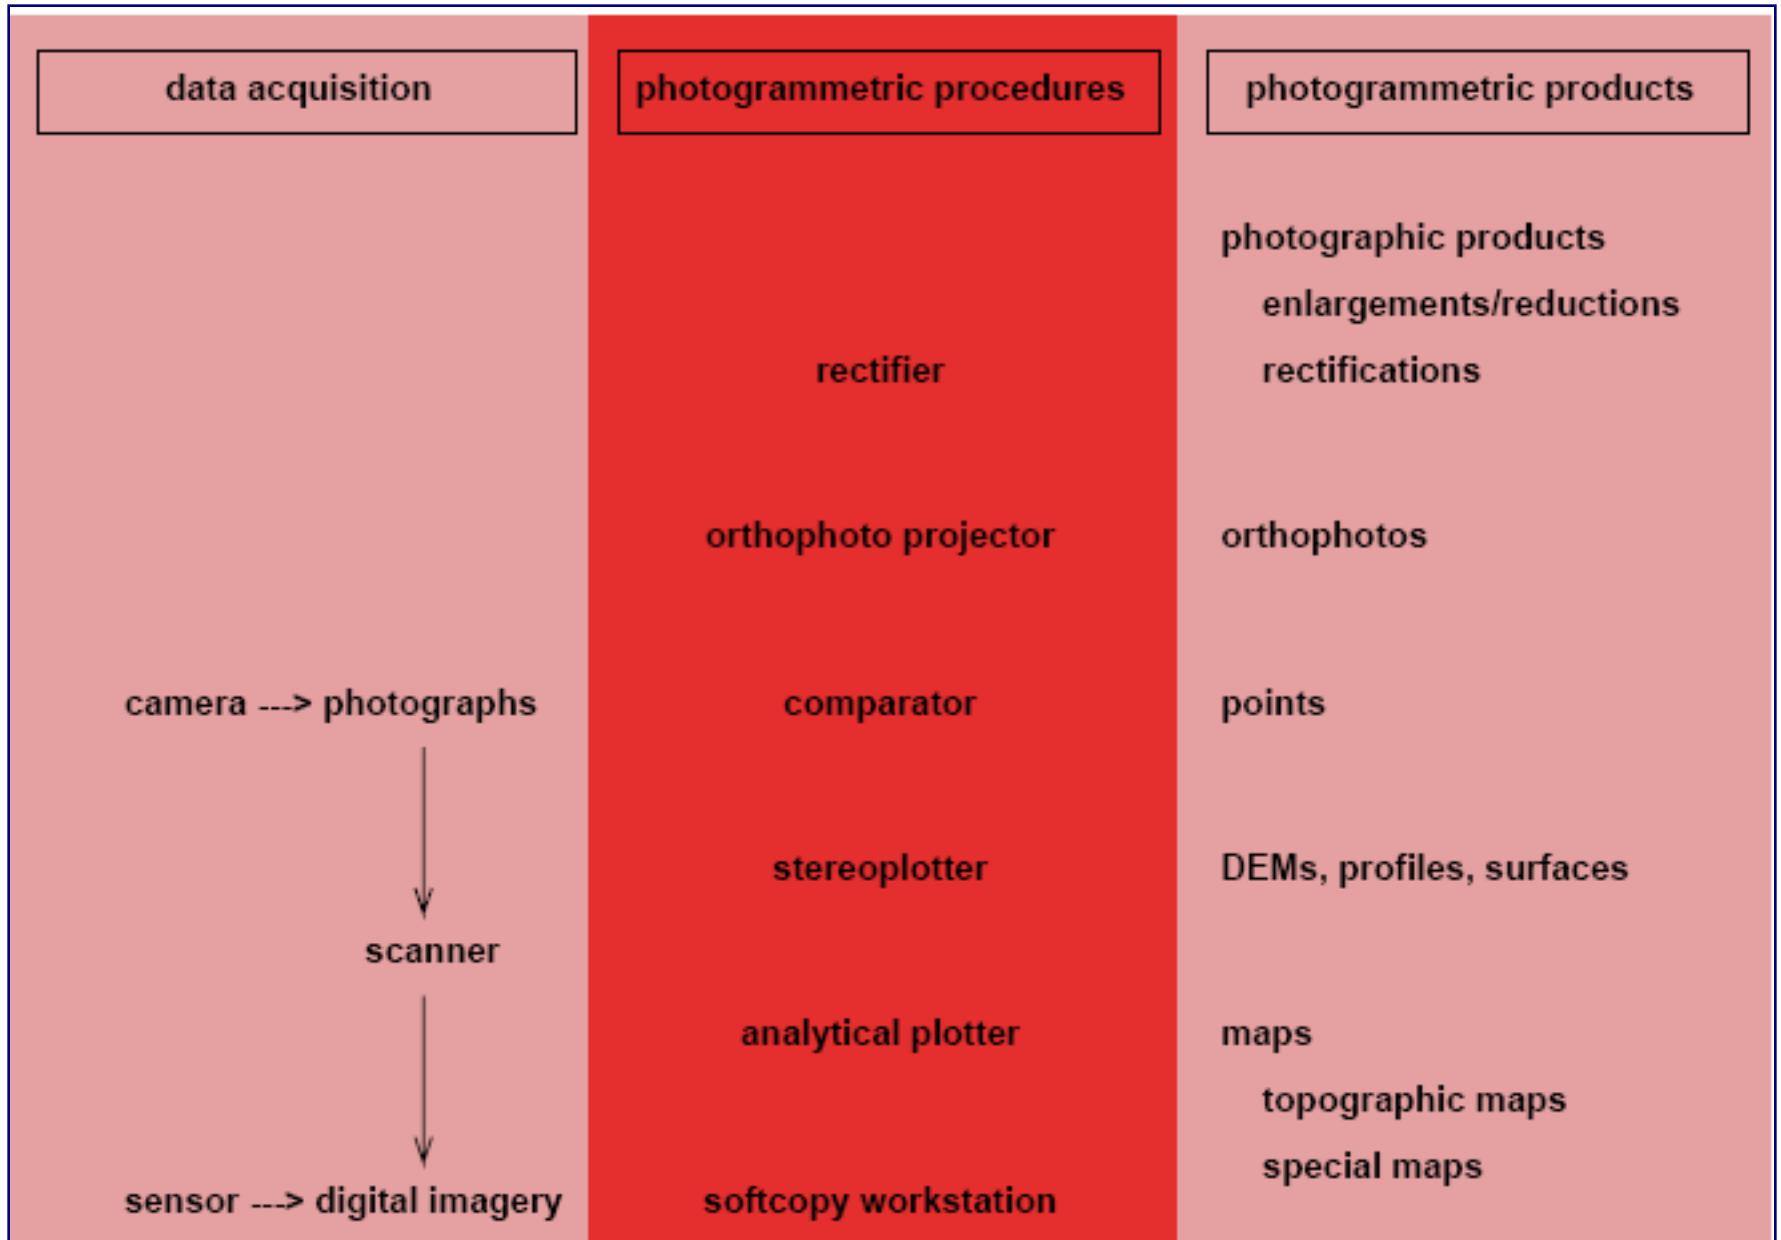 data acquisition
photogrammetric procedures
photogrammetric products
photographic products
enlargements/reductions
rectifier
rectifications
orthophoto projector
orthophotos
camera ---> photographs
comparator
points
stereoplotter
DEMs, profiles, surfaces
scanner
analytical plotter
maps
topographic maps
special maps
sensor ---> digital imagery
softcopy workstation